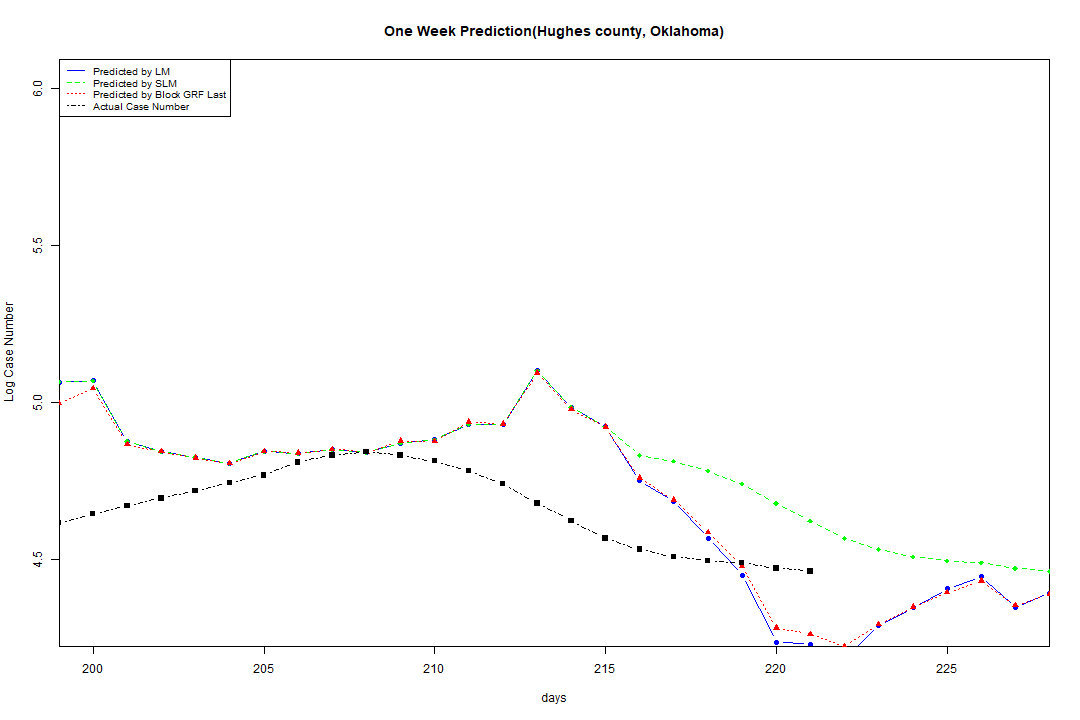 One Week Prediction(Hughes county, Oklahoma)
Predicted by LM
Predicted by SLM
Predicted by Block GRF Last
Actual Case Number
6.0
5.5
5.0
4.5
Log Case Number
200 205 210 215 220 225
days